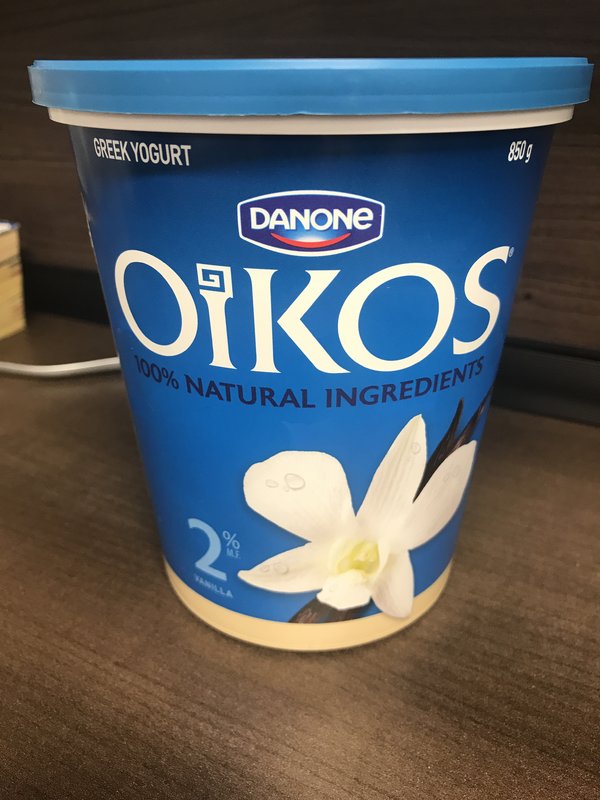 GREEK YOGURT
850 g
DANONE
OIKOS®
100% NATURAL INGREDIENTS
2% M.F.
VANILLA